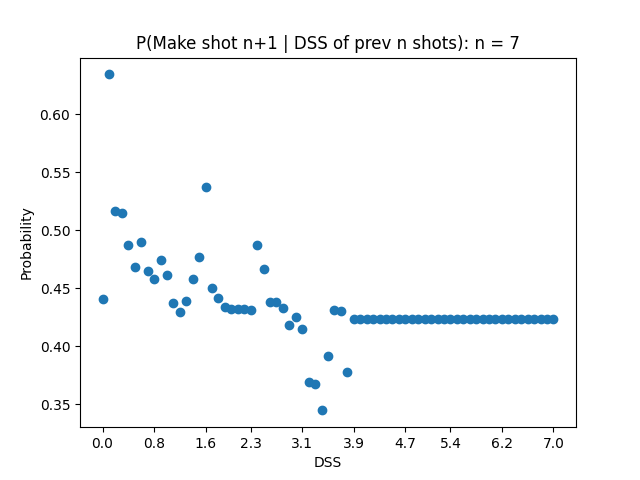 P(Make shot n+1 | DSS of prev n shots): n = 7
Probability
0.60
0.55
0.50
0.45
0.40
0.35
0.0 0.8 1.6 2.3 3.1 3.9 4.7 5.4 6.2 7.0
DSS